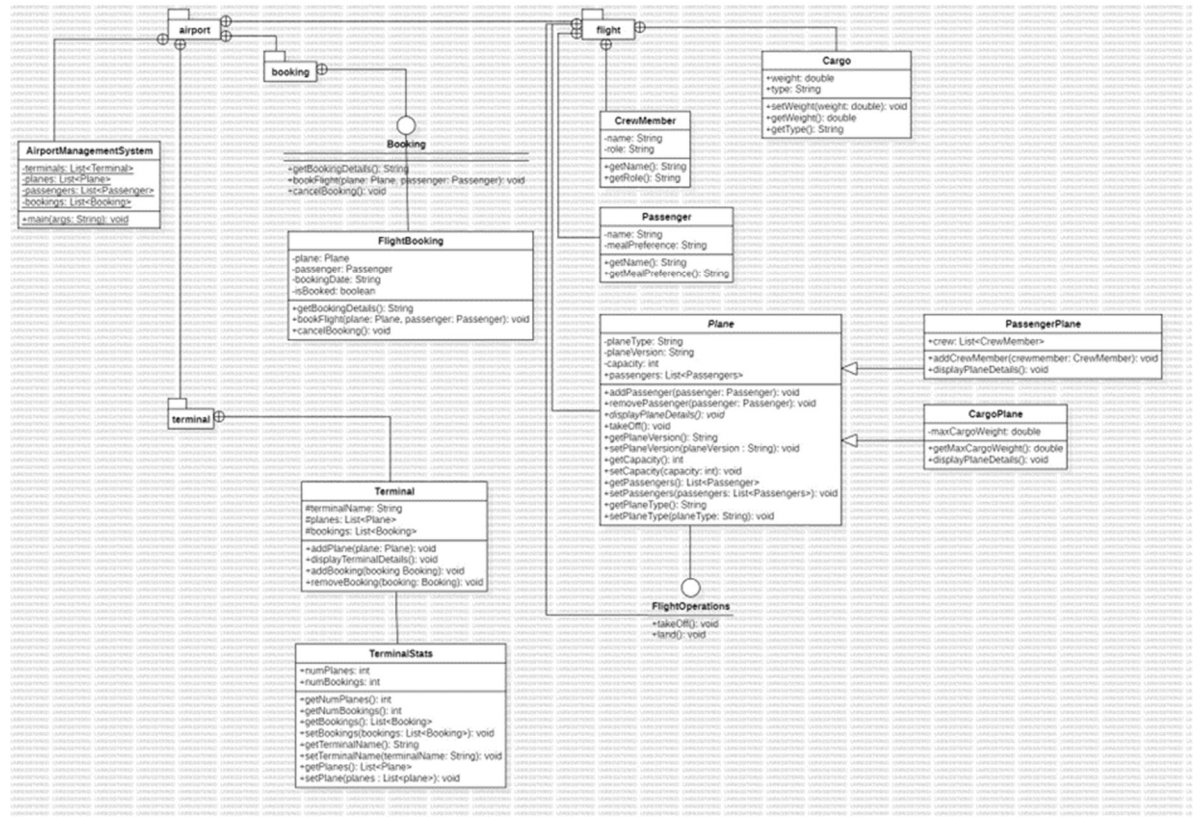 airport
flight
booking
Cargo
+weight: double
+type: String
+setWeight(weight: double): void
+getWeight(): double
+getType(): String
CrewMember
-name: String
-role: String
+getName(): String
+getRole(): String
AirportManagementSystem
-terminals: List<Terminal>
-planes: List<Plane>
-passengers: List<Passenger>
-bookings: List<Booking>
+main(args: String): void
Booking
+getBookingDetails(): String
+bookFlight(plane: Plane, passenger: Passenger): void
+cancelBooking(): void
Passenger
-name: String
-mealPreference: String
+getName(): String
+getMealPreference(): String
FlightBooking
-plane: Plane
-passenger: Passenger
-bookingDate: String
-isBooked: boolean
+getBookingDetails(): String
+bookFlight(plane: Plane, passenger: Passenger): void
+cancelBooking(): void
Plane
-planeType: String
-planeVersion: String
-capacity: int
+passengers: List<Passengers>
+addPassenger(passenger: Passenger): void
+removePassenger(passenger: Passenger): void
+displayPlaneDetails(): void
+takeOff(): void
+getPlaneVersion(): String
+setPlaneVersion(planeVersion : String): void
+getCapacity(): int
+setCapacity(capacity: int): void
+getPassengers(): List<Passenger>
+setPassengers(passengers: List<Passengers>): void
+getPlaneType(): String
+setPlaneType(planeType: String): void
PassengerPlane
+crew: List<CrewMember>
+addCrewMember(crewmember: CrewMember): void
+displayPlaneDetails(): void
CargoPlane
-maxCargoWeight: double
+getMaxCargoWeight(): double
+displayPlaneDetails(): void
terminal
Terminal
#terminalName: String
#planes: List<Plane>
#bookings: List<Booking>
+addPlane(plane: Plane): void
+displayTerminalDetails(): void
+addBooking(booking Booking): void
+removeBooking(booking: Booking): void
FlightOperations
+takeOff(): void
+land(): void
TerminalStats
+numPlanes: int
+numBookings: int
+getNumPlanes(): int
+getNumBookings(): int
+getBookings(): List<Booking>
+setBookings(bookings: List<Booking>): void
+getTerminalName(): String
+setTerminalName(terminalName: String): void
+getPlanes(): List<Plane>
+setPlane(planes : List<plane>): void